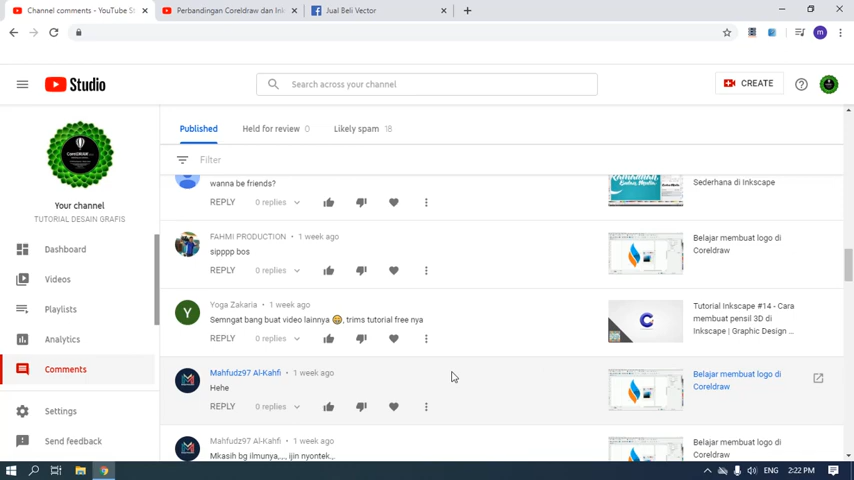 Channel comments - YouTube St
Perbandingan Coreldraw dan Ink
Jual Beli Vector
m
Studio
Search across your channel
CREATE
Your channel
TUTORIAL DESAIN GRAFIS
Dashboard
Videos
Playlists
Analytics
Comments
Settings
Send feedback
Published
Held for review 0
Likely spam 18
Filter
wanna be friends?
REPLY 0 replies
Sederhana di Inkscape
FAHMI PRODUCTION • 1 week ago
sipppp bos
REPLY 0 replies
Belajar membuat logo di
Coreldraw
Y
Yoga Zakaria • 1 week ago
Semngat bang buat video lainnya 😄, trims tutorial free nya
REPLY 0 replies
Tutorial Inkscape #14 - Cara
membuat pensil 3D di
Inkscape | Graphic Design ...
Mahfudz97 Al-Kahfi • 1 week ago
Hehe
REPLY 0 replies
Belajar membuat logo di
Coreldraw
Mahfudz97 Al-Kahfi • 1 week ago
Mkasih bg ilmunya,,,, ijin nyontek,,
Belajar membuat logo di
Coreldraw
ENG 2:22 PM